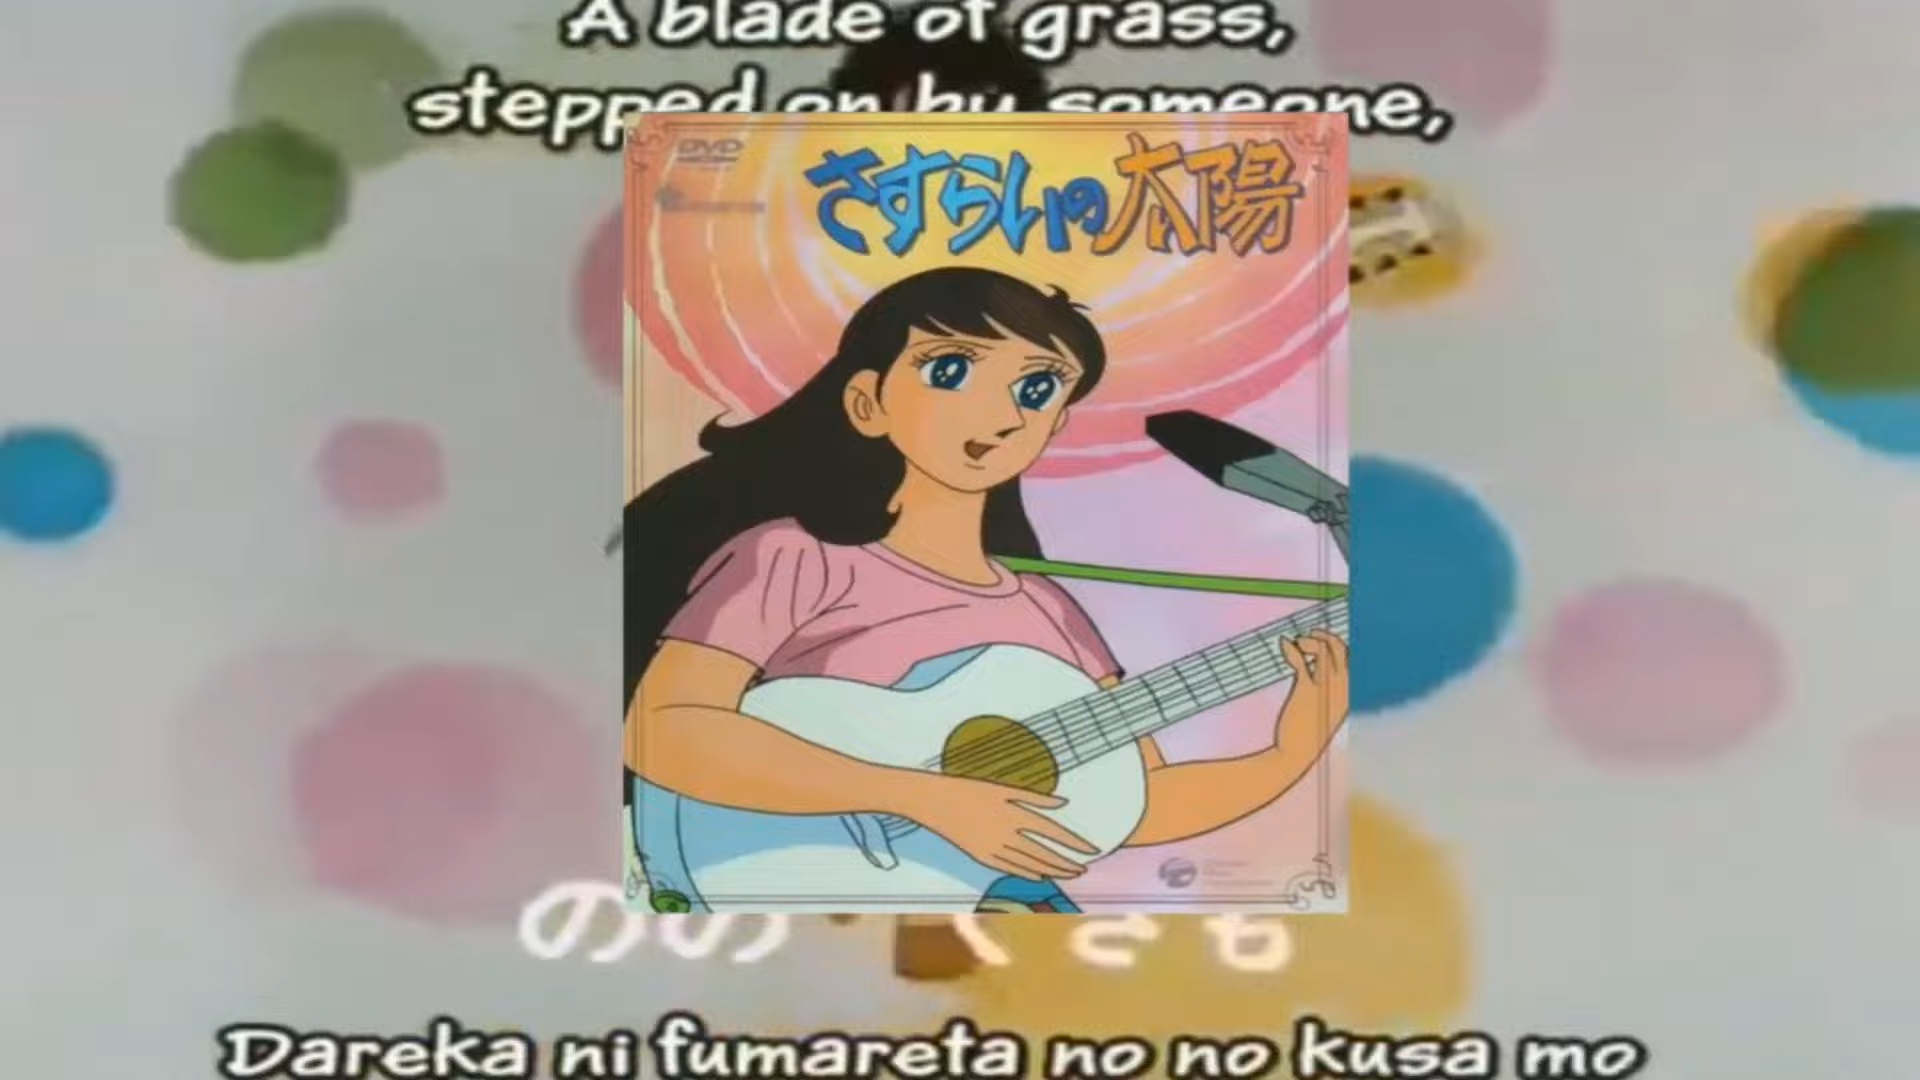 A blade of grass,
stepped on by someone,
DVD
さすらいの太陽
のの くさも
Dareka ni fumareta no no kusa mo